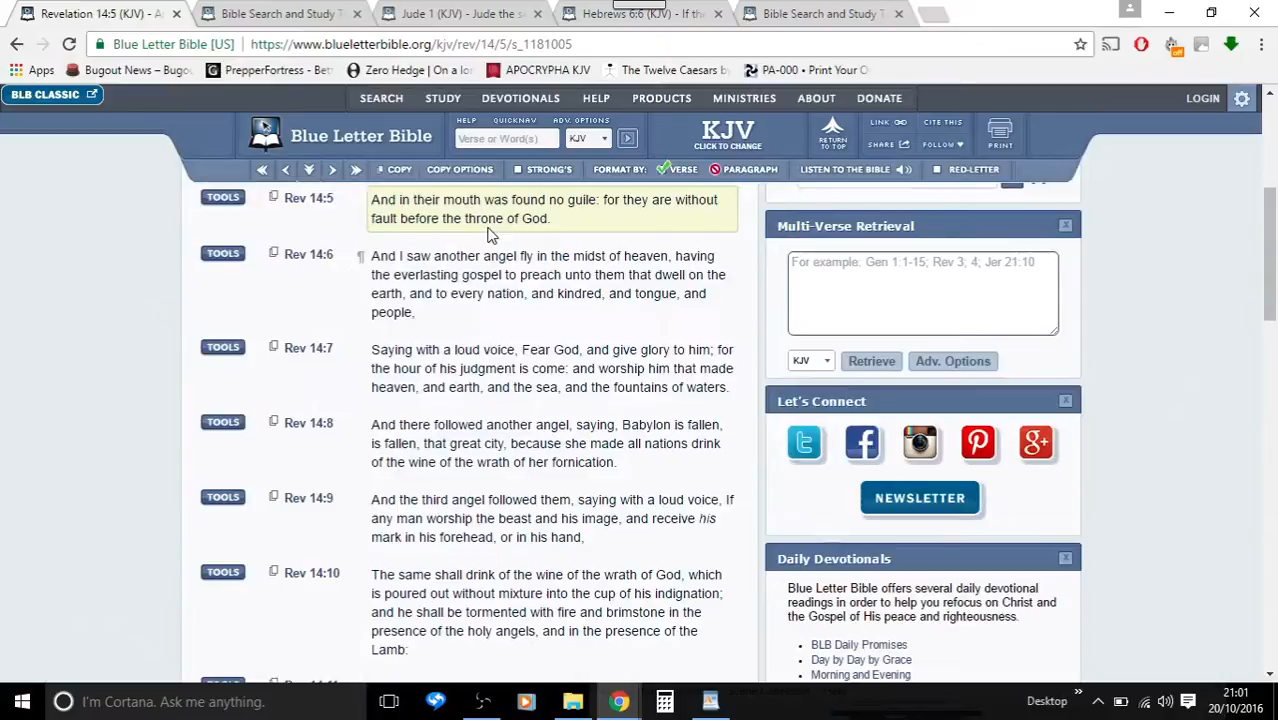 Revelation 14:5 (KJV) - A
Bible Search and Study T
Jude 1 (KJV) - Jude the s
Hebrews 6:6 (KJV) - If th
Bible Search and Study T
Blue Letter Bible [US]
https://www.blueletterbible.org/kjv/rev/14/5/s_1181005
Apps
Bugout News – Bugo
PrepperFortress - Bet
Zero Hedge | On a lo
APOCRYPHA KJV
The Twelve Caesars b
PA-000 • Print Your O
BLB CLASSIC
SEARCH STUDY DEVOTIONALS HELP PRODUCTS MINISTRIES ABOUT DONATE
LOGIN
Blue Letter Bible
HELP QUICKNAV ADV. OPTIONS
Verse or Word(s)
KJV
KJV
CLICK TO CHANGE
RETURN
TO TOP
LINK
CITE THIS
SHARE
FOLLOW
PRINT
COPY COPY OPTIONS STRONG'S FORMAT BY: VERSE PARAGRAPH LISTEN TO THE BIBLE RED-LETTER
TOOLS
Rev 14:5
And in their mouth was found no guile: for they are without
fault before the throne of God.
TOOLS
Rev 14:6
¶ And I saw another angel fly in the midst of heaven, having
the everlasting gospel to preach unto them that dwell on the
earth, and to every nation, and kindred, and tongue, and
people,
TOOLS
Rev 14:7
Saying with a loud voice, Fear God, and give glory to him; for
the hour of his judgment is come: and worship him that made
heaven, and earth, and the sea, and the fountains of waters.
TOOLS
Rev 14:8
And there followed another angel, saying, Babylon is fallen,
is fallen, that great city, because she made all nations drink
of the wine of the wrath of her fornication.
TOOLS
Rev 14:9
And the third angel followed them, saying with a loud voice, If
any man worship the beast and his image, and receive his
mark in his forehead, or in his hand,
TOOLS
Rev 14:10
The same shall drink of the wine of the wrath of God, which
is poured out without mixture into the cup of his indignation;
and he shall be tormented with fire and brimstone in the
presence of the holy angels, and in the presence of the
Lamb:
Multi-Verse Retrieval
For example: Gen 1:1-15; Rev 3; 4; Jer 21:10
KJV
Retrieve
Adv. Options
Let's Connect
NEWSLETTER
Daily Devotionals
Blue Letter Bible offers several daily devotional
readings in order to help you refocus on Christ and
the Gospel of His peace and righteousness.
BLB Daily Promises
Day by Day by Grace
Morning and Evening
I'm Cortana. Ask me anything.
Desktop
21:01
20/10/2016